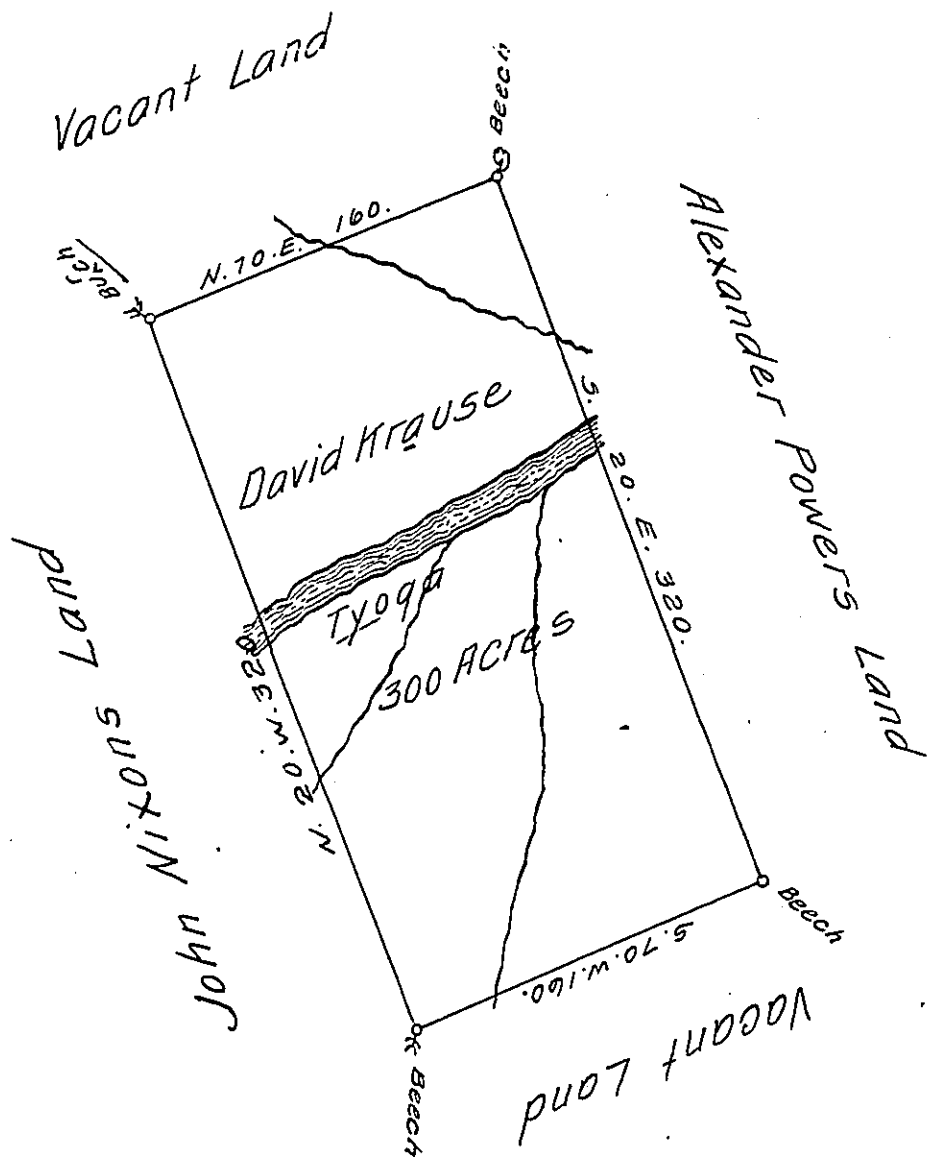 Vacant Land
Beech
Birch
N. 70. E. 160.
Alexander Powers Land
David Krause
S. 20. E. 320.
Tyoga
300 Acres
John Nixons Land
N. 20. W. 320
Beech
S. 70. W. 160.
Beech
Vacant Land